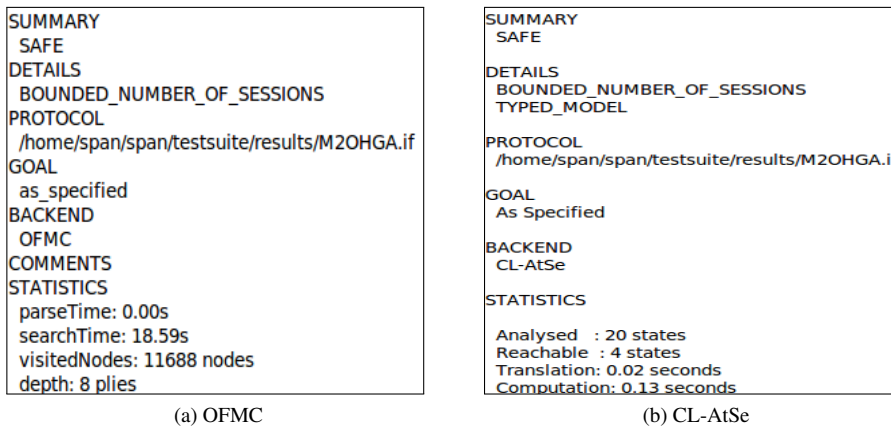 SUMMARY
SAFE
DETAILS
BOUNDED_NUMBER_OF_SESSIONS
PROTOCOL
/home/span/span/testsuite/results/M2OHGA.if
GOAL
as_specified
BACKEND
OFMC
COMMENTS
STATISTICS
parseTime: 0.00s
searchTime: 18.59s
visitedNodes: 11688 nodes
depth: 8 plies
(a) OFMC
SUMMARY
SAFE
DETAILS
BOUNDED_NUMBER_OF_SESSIONS
TYPED_MODEL
PROTOCOL
/home/span/span/testsuite/results/M2OHGA.i
GOAL
As Specified
BACKEND
CL-AtSe
STATISTICS
Analysed : 20 states
Reachable : 4 states
Translation: 0.02 seconds
Computation: 0.13 seconds
(b) CL-AtSe